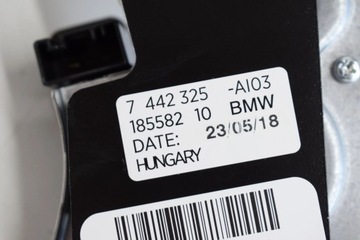 7 442 325 -AI03
185582 10 BMW
DATE: 23/05/18
HUNGARY